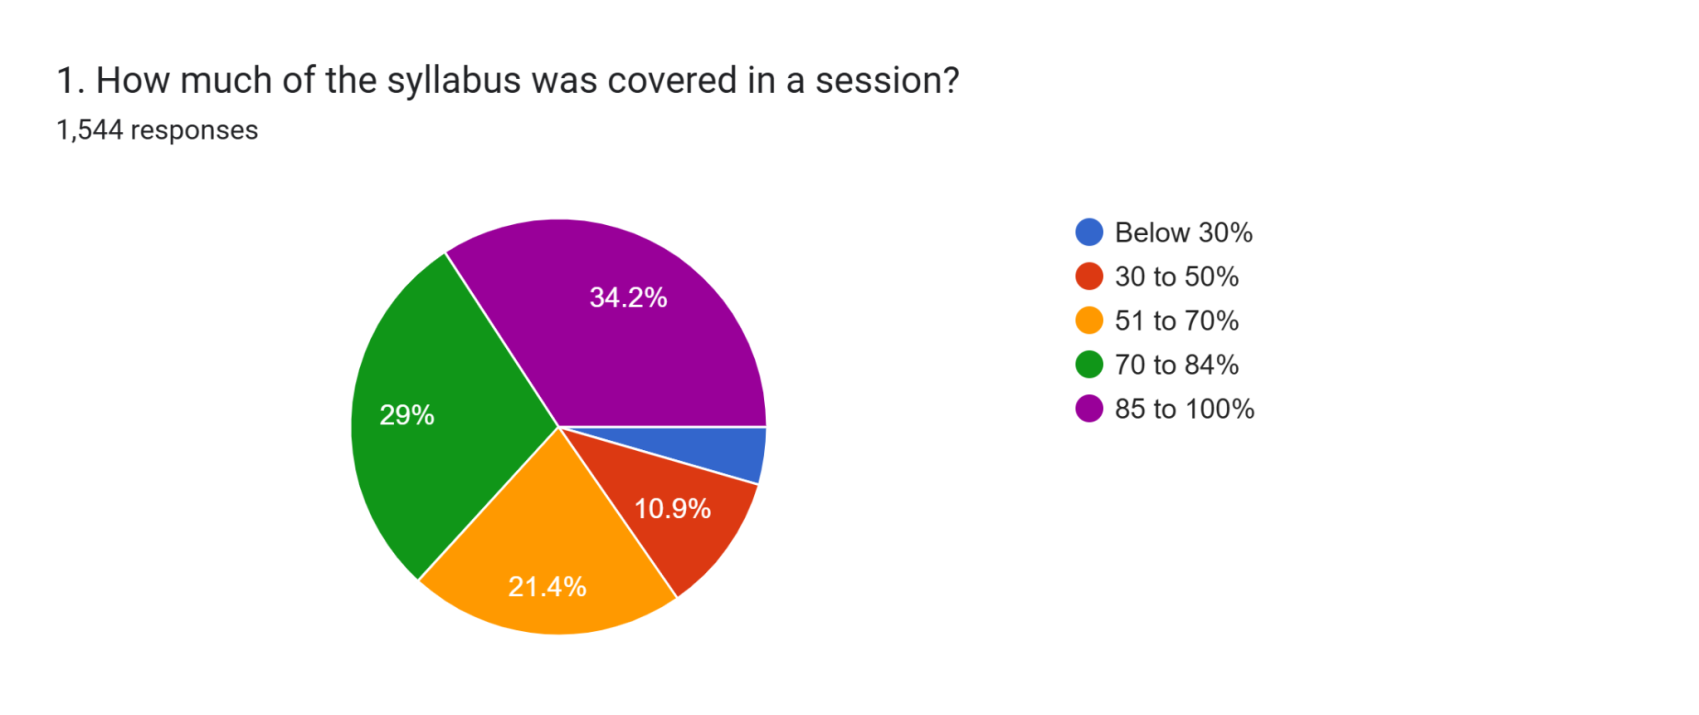 1. How much of the syllabus was covered in a session?
1,544 responses
34.2%
29%
10.9%
21.4%
Below 30%
30 to 50%
51 to 70%
70 to 84%
85 to 100%